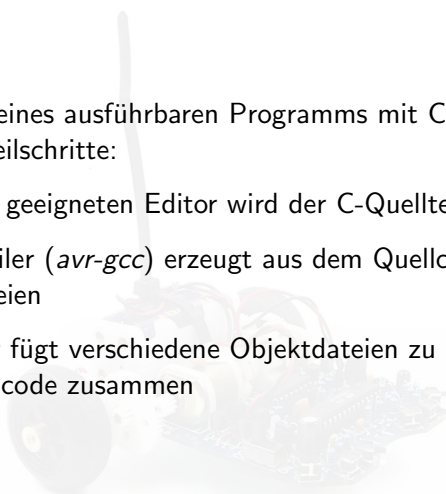 eines ausführbaren Programms mit C
eilschritte:
geeigneten Editor wird der C-Quellte
iler (avr-gcc) erzeugt aus dem Quellc
eien
fügt verschiedene Objektdateien zu
code zusammen